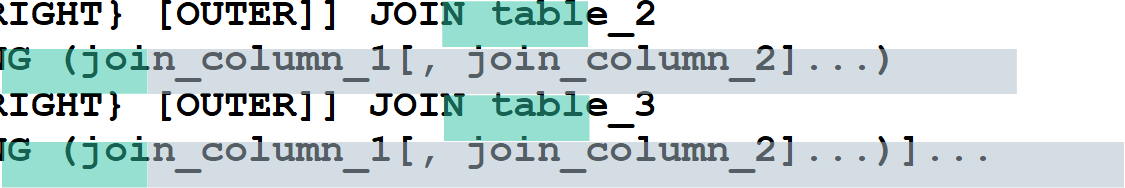 RIGHT} [OUTER]] JOIN table_2
NG (join_column_1[, join_column_2]...)
RIGHT} [OUTER]] JOIN table_3
NG (join_column_1[, join_column_2]...)]...